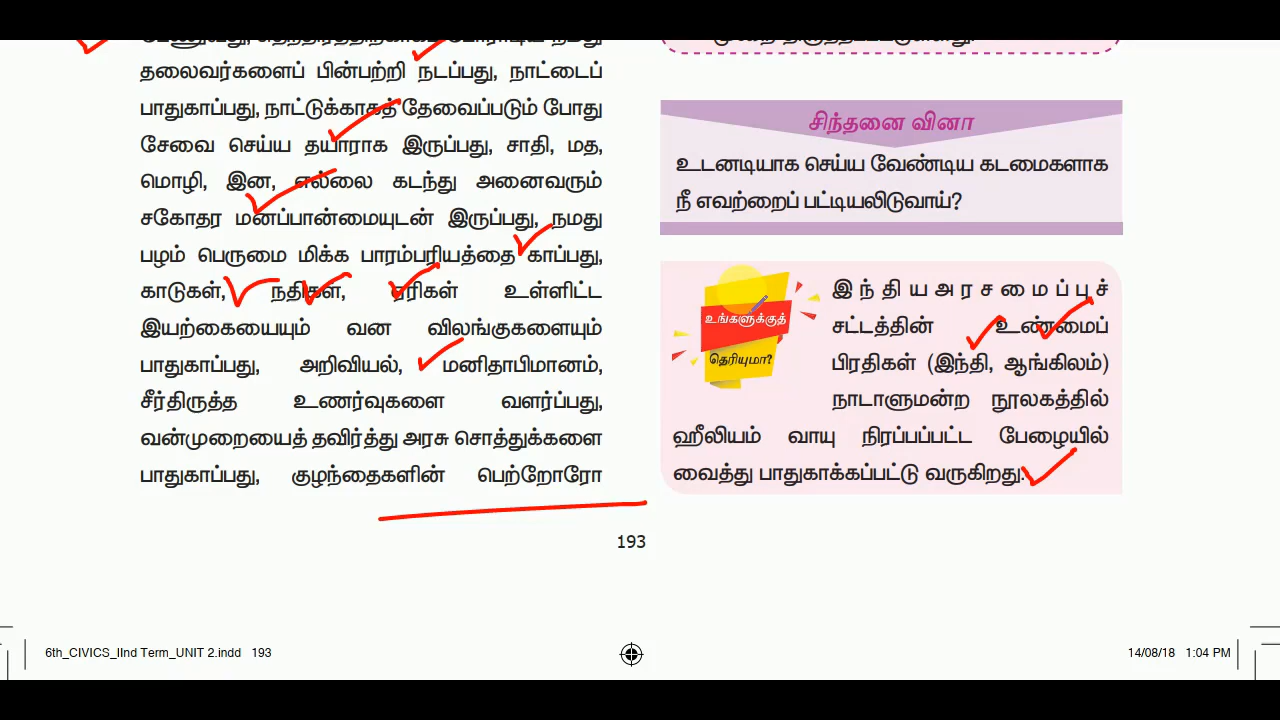 தலைவர்களைப் பின்பற்றி நடப்பது, நாட்டைப்
பாதுகாப்பது, நாட்டுக்காகத் தேவைப்படும் போது
சேவை செய்ய தயாராக இருப்பது, சாதி, மத,
மொழி, இன, எல்லை கடந்து அனைவரும்
சகோதர மனப்பான்மையுடன் இருப்பது, நமது
பழம் பெருமை மிக்க பாரம்பரியத்தை காப்பது,
காடுகள், நதிகள், ஏரிகள் உள்ளிட்ட
இயற்கையையும் வன விலங்குகளையும்
பாதுகாப்பது, அறிவியல், மனிதாபிமானம்,
சீர்திருத்த உணர்வுகளை வளர்ப்பது,
வன்முறையைத் தவிர்த்து அரசு சொத்துக்களை
பாதுகாப்பது, குழந்தைகளின் பெற்றோரோ
சிந்தனை வினா
உடனடியாக செய்ய வேண்டிய கடமைகளாக
நீ எவற்றைப் பட்டியலிடுவாய்?
உங்களுக்குத்
தெரியுமா?
இந்தியஅரசமைப்புச்
சட்டத்தின் உண்மைப்
பிரதிகள் (இந்தி, ஆங்கிலம்)
நாடாளுமன்ற நூலகத்தில்
ஹீலியம் வாயு நிரப்பப்பட்ட பேழையில்
வைத்து பாதுகாக்கப்பட்டு வருகிறது.
193
6th_CIVICS_IInd Term_UNIT 2.indd 193
14/08/18 1:04 PM